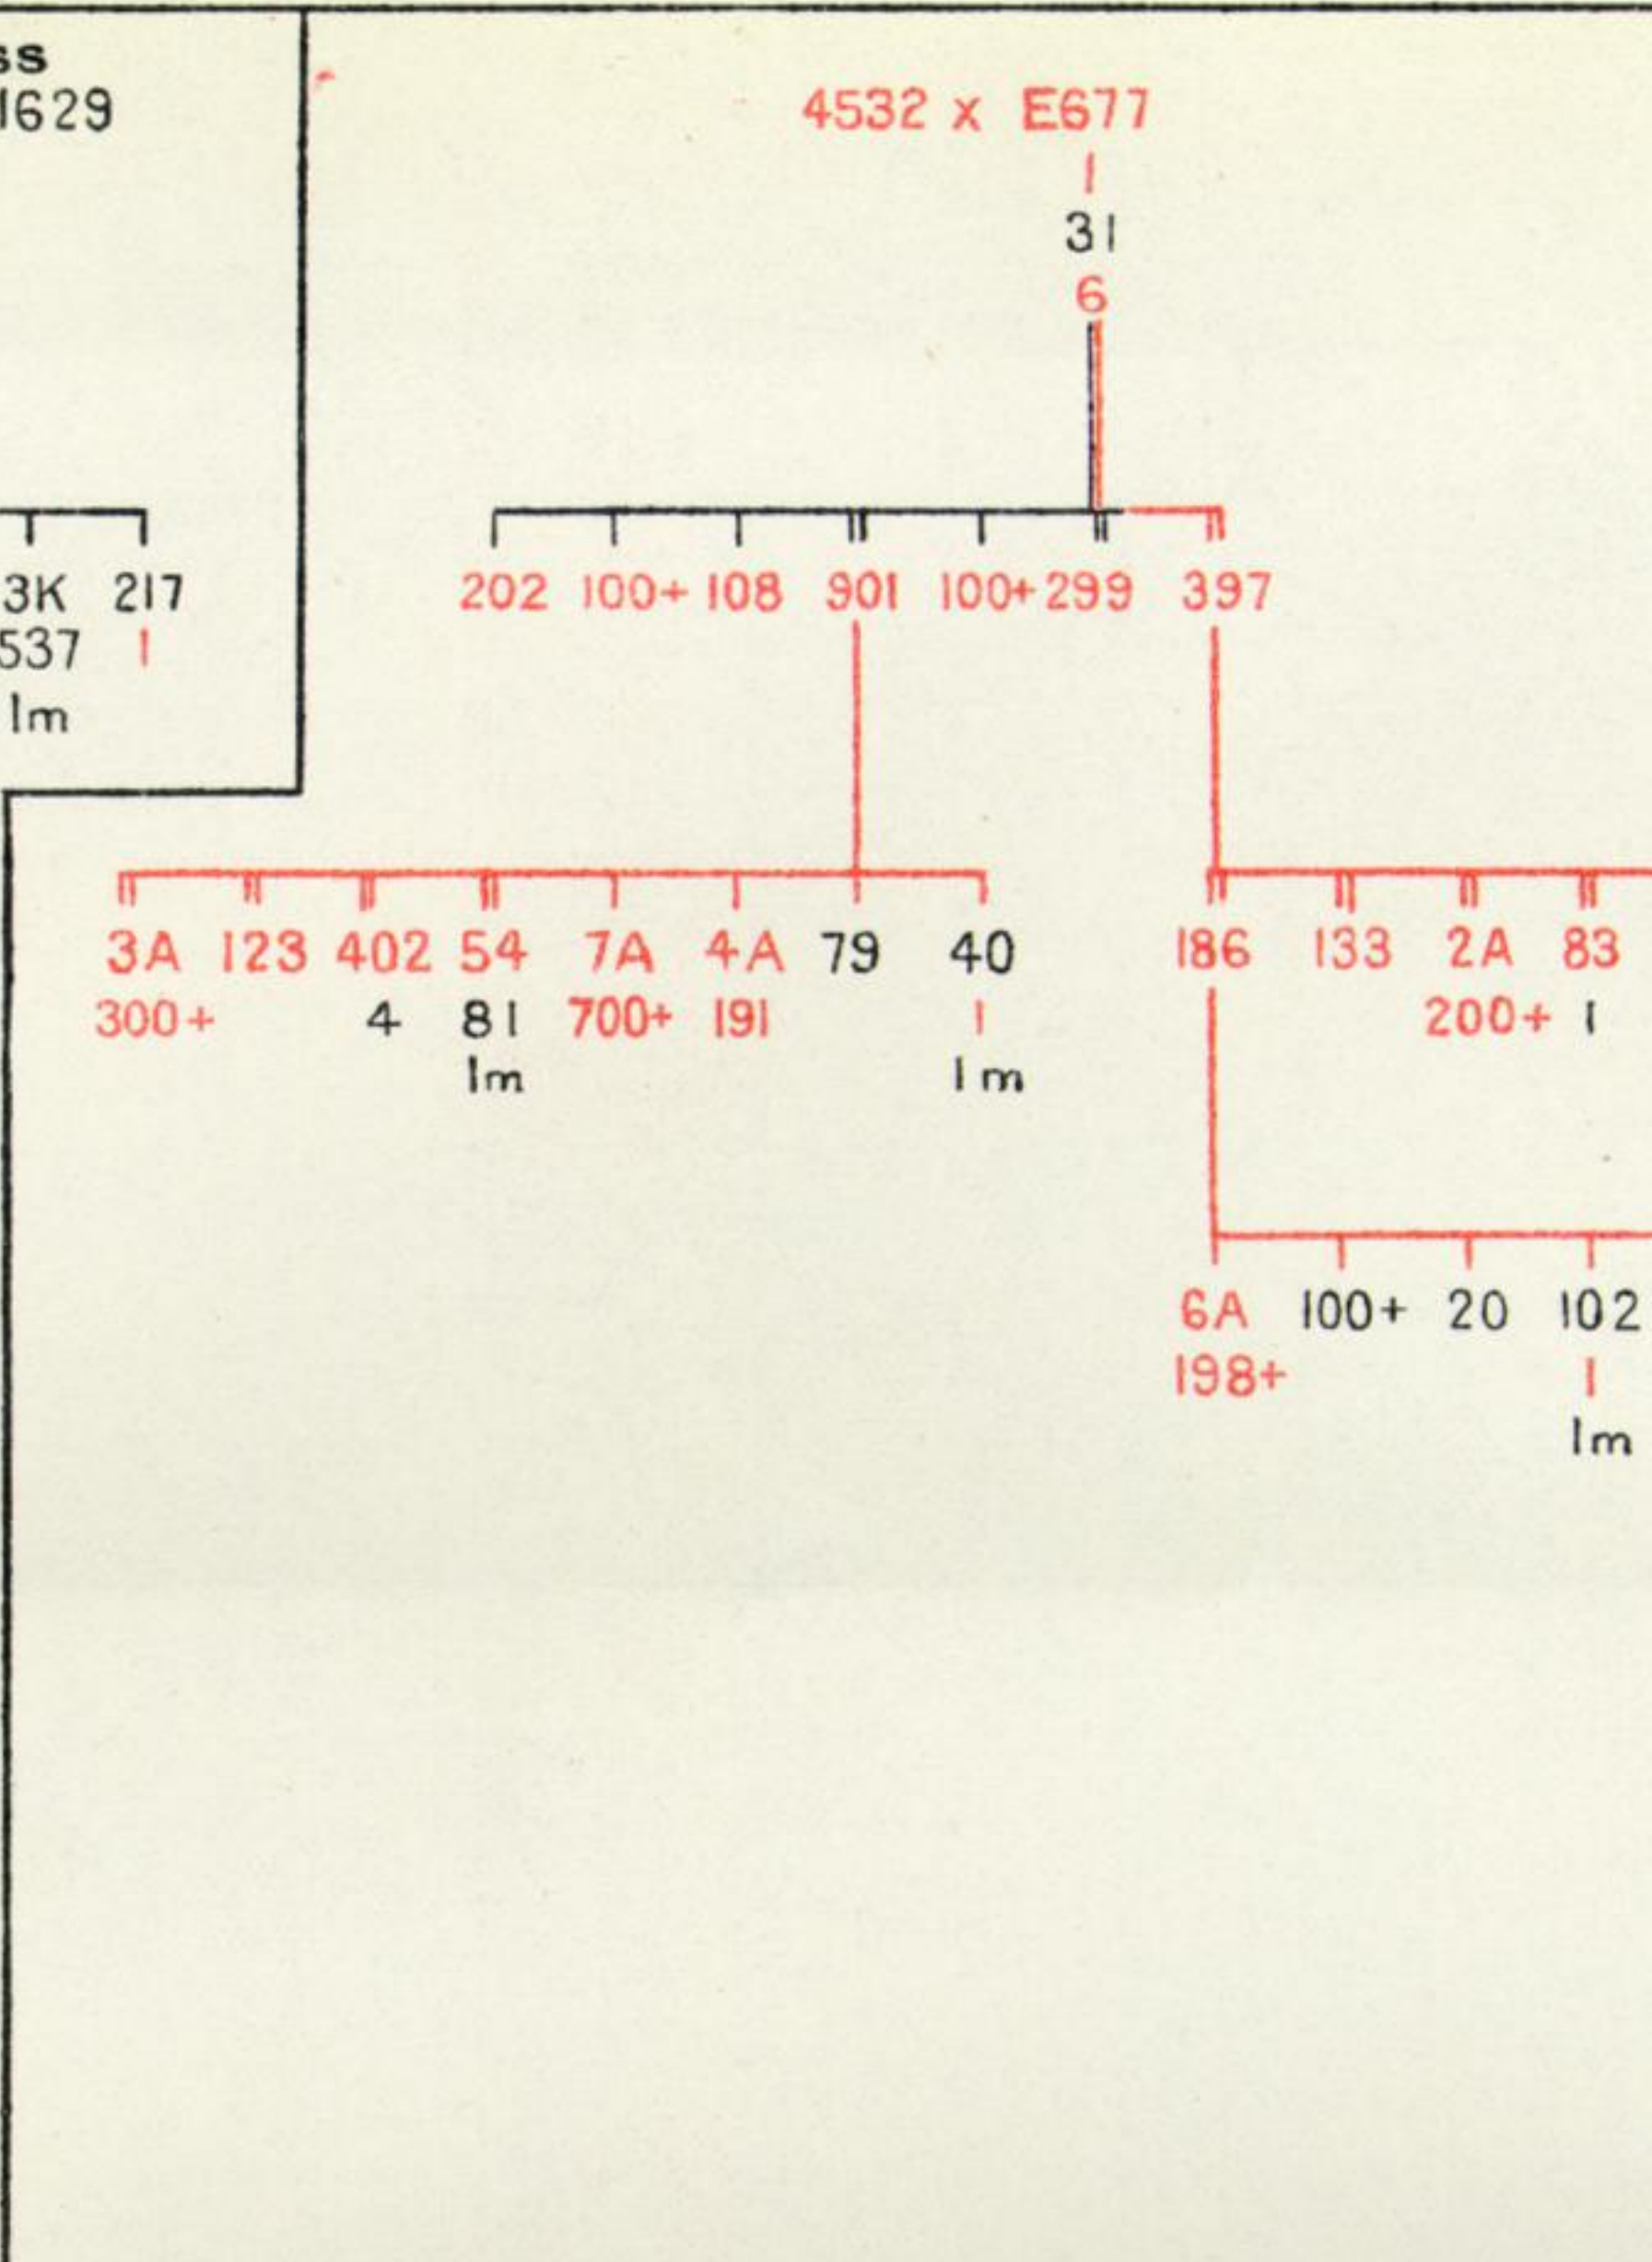 ss
1629
3K 217
537 1
1m
4532 x E677
1
31
6
202 100+ 108 901 100+ 299 397
3A 123 402 54 7A 4A 79 40
300+ 4 81 700+ 191 1
1m 1m
186 133 2A 83
200+ 1
6A 100+ 20 102
198+ 1
1m